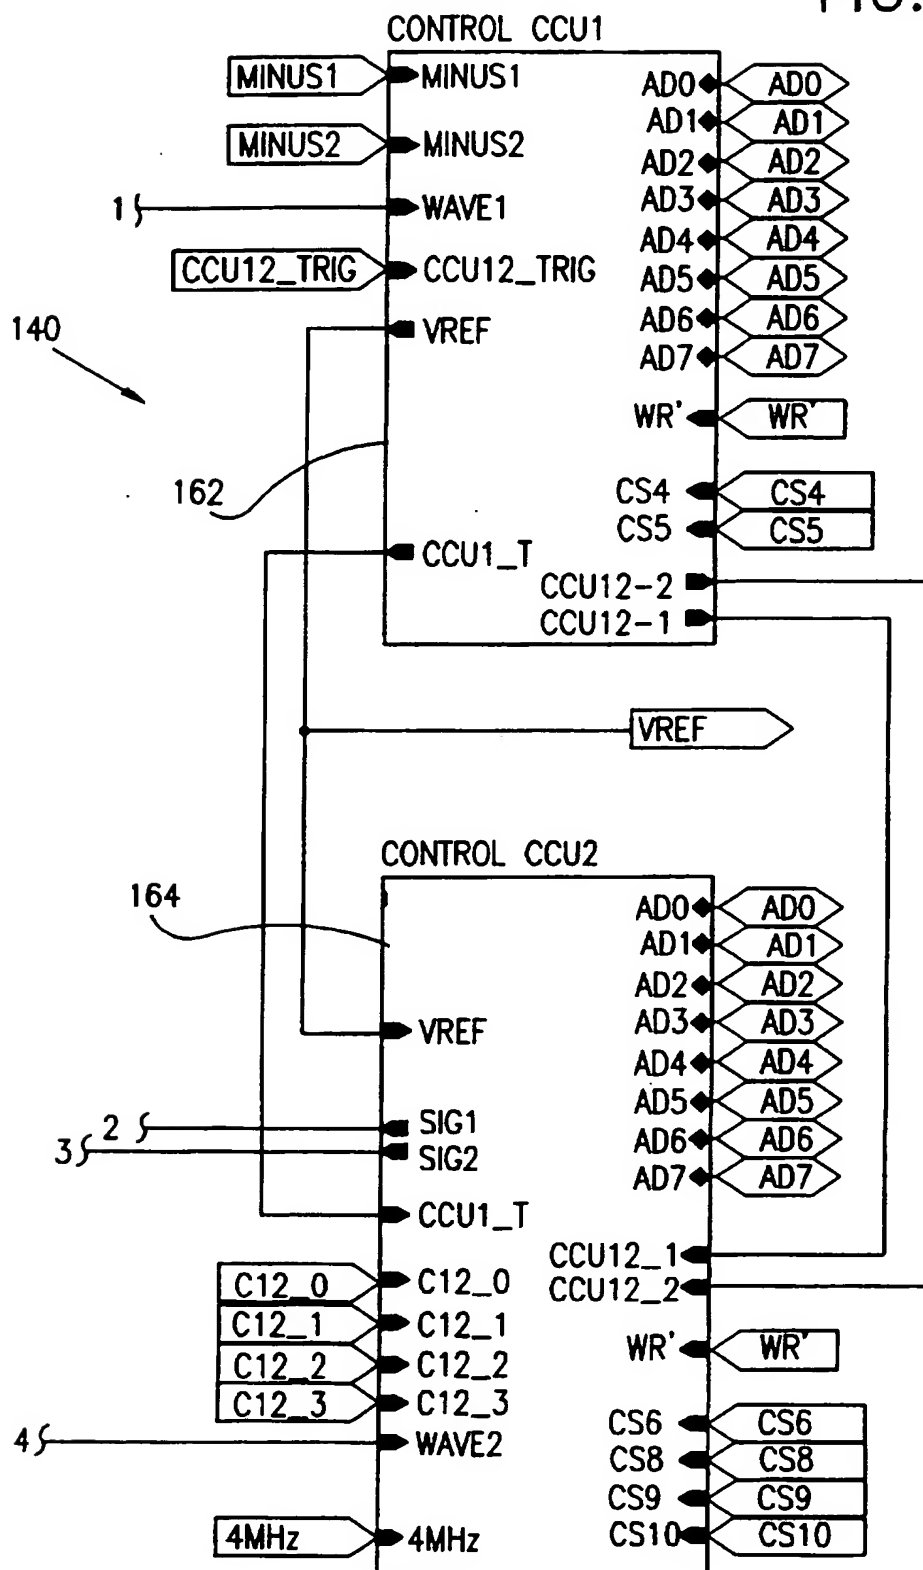 FIG.
CONTROL CCU1
MINUS1 MINUS1 AD0 AD0
AD1 AD1
MINUS2 MINUS2 AD2 AD2
1 WAVE1 AD3 AD3
AD4 AD4
CCU12_TRIG CCU12_TRIG AD5 AD5
140 VREF AD6 AD6
AD7 AD7
WR' WR'
162 CS4 CS4
CS5 CS5
CCU1_T
CCU12-2
CCU12-1
VREF
CONTROL CCU2
164 AD0 AD0
AD1 AD1
AD2 AD2
VREF AD3 AD3
AD4 AD4
2 SIG1 AD5 AD5
3 SIG2 AD6 AD6
AD7 AD7
CCU1_T
CCU12_1
C12_0 C12_0 CCU12_2
C12_1 C12_1
WR' WR'
C12_2 C12_2
C12_3 C12_3
CS6 CS6
4 WAVE2 CS8 CS8
CS9 CS9
4MHz 4MHz CS10 CS10